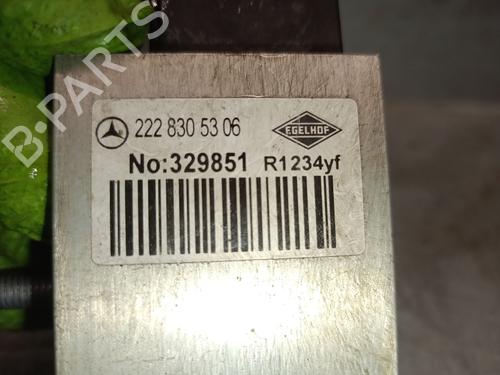 B-PARTS
222 830 53 06
EGELHOF
No:329851 R1234yf